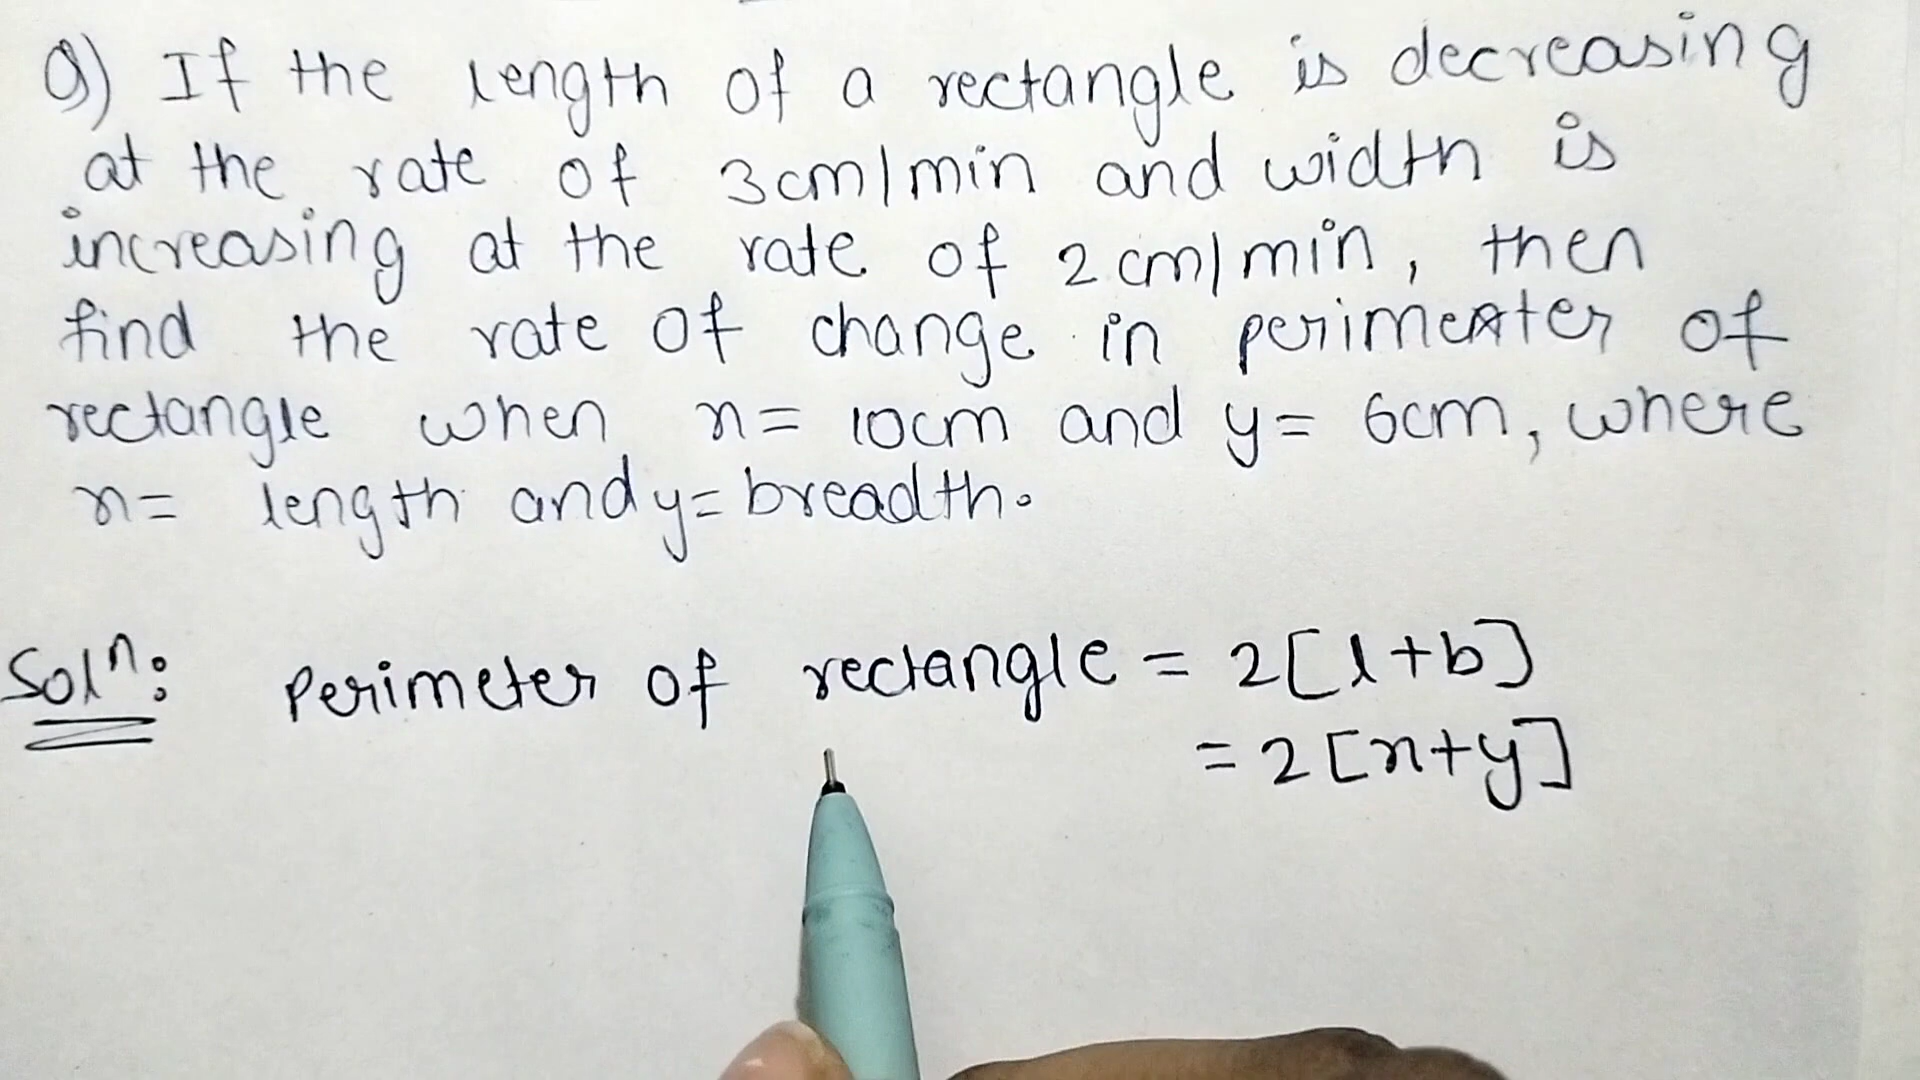 Q) If the length of a rectangle is decreasing
at the rate of 3cm/min and width is
increasing at the rate of 2cm/min, then
find the rate of change in perimeter of
rectangle when x= 10cm and y= 6cm, where
x= length and y= breadth.
Solⁿ: Perimeter of rectangle = 2[l+b]
= 2[x+y]